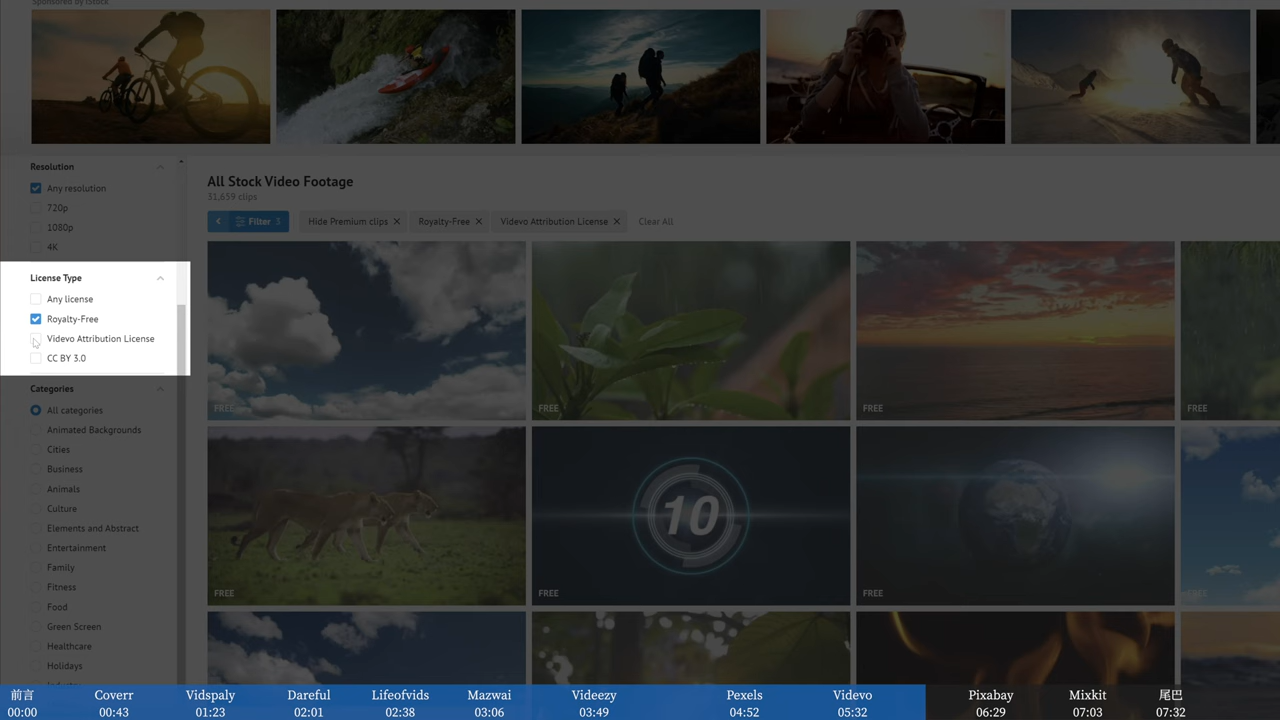 Sponsored by iStock
Resolution
Any resolution
720p
1080p
4K
License Type
Any license
Royalty-Free
Videvo Attribution License
CC BY 3.0
Categories
All categories
Animated Backgrounds
Cities
Business
Animals
Culture
Elements and Abstract
Entertainment
Family
Fitness
Food
Green Screen
Healthcare
Holidays
All Stock Video Footage
31,659 clips
Filter 3
Hide Premium clips
Royalty-Free
Videvo Attribution License
Clear All
FREE
FREE
FREE
FREE
FREE
10
FREE
FREE
前言 Coverr Vidspaly Dareful Lifeofvids Mazwai Videezy Pexels Videvo Pixabay Mixkit 尾巴
00:00 00:43 01:23 02:01 02:38 03:06 03:49 04:52 05:32 06:29 07:03 07:32